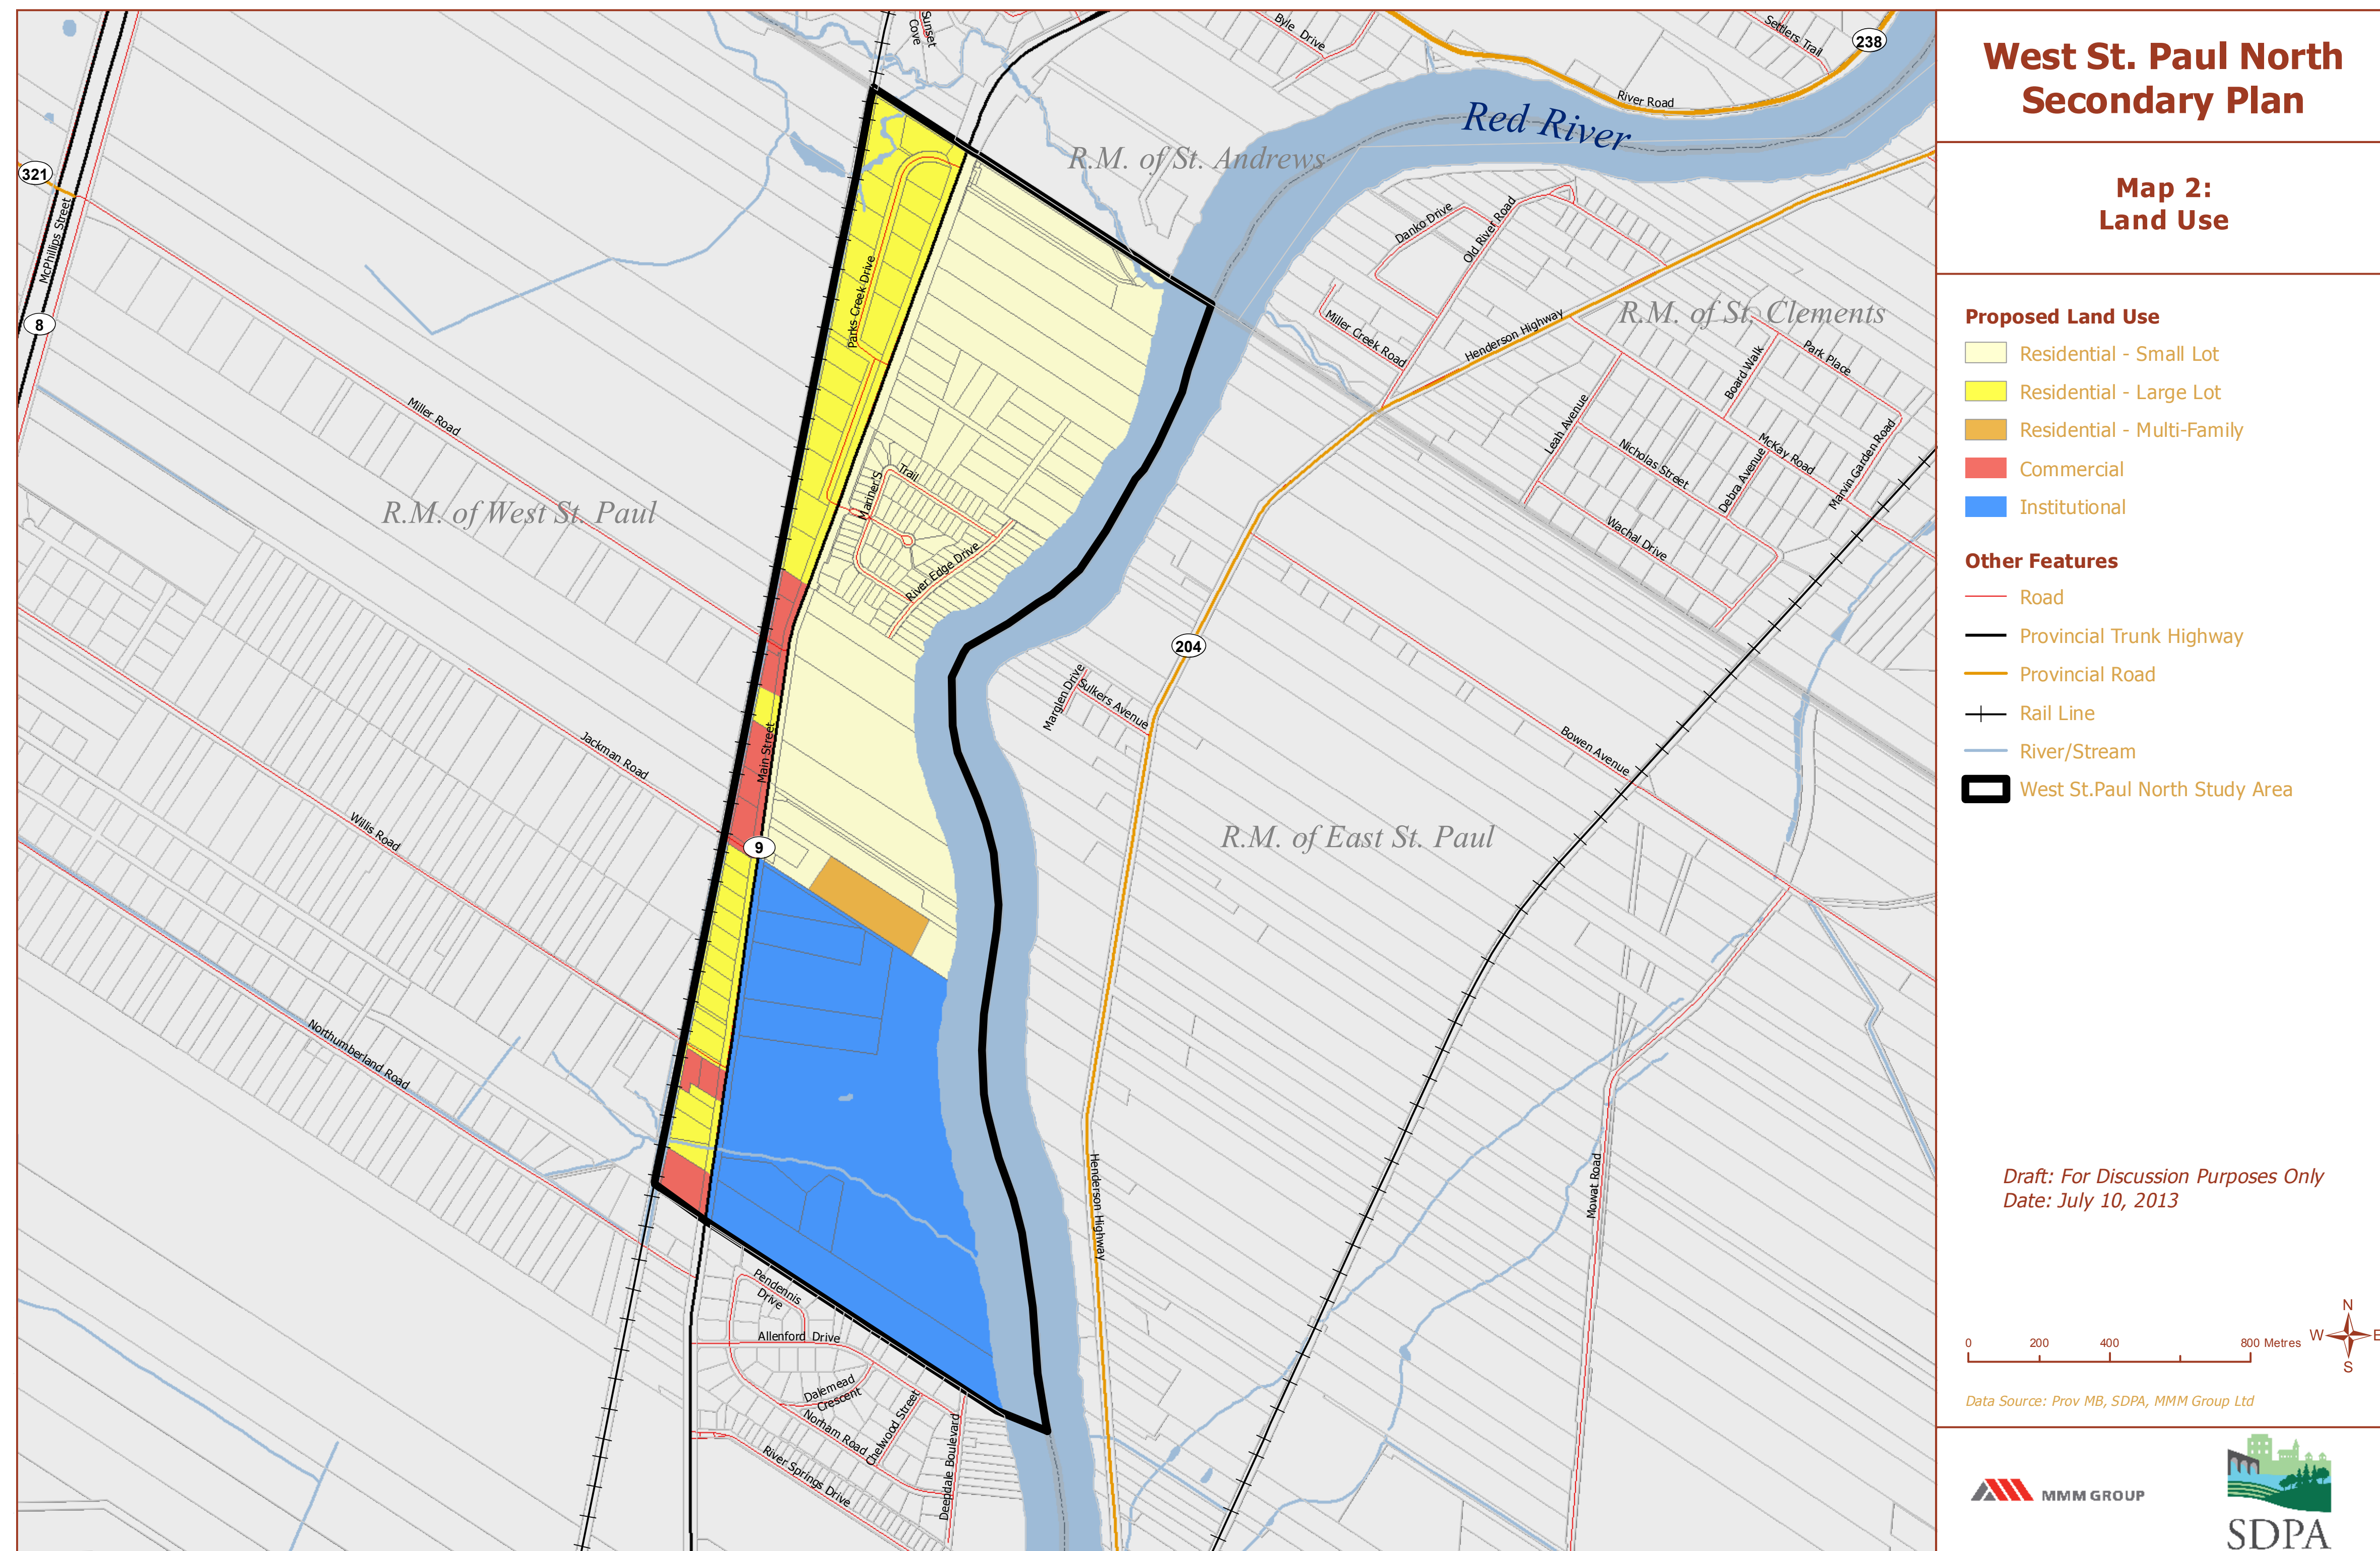 West St. Paul North
Secondary Plan
Map 2:
Land Use
Proposed Land Use
Residential - Small Lot
Residential - Large Lot
Residential - Multi-Family
Commercial
Institutional
Other Features
Road
Provincial Trunk Highway
Provincial Road
Rail Line
River/Stream
West St.Paul North Study Area
Draft: For Discussion Purposes Only
Date: July 10, 2013
N
W
E
S
0 200 400 800 Metres
Data Source: Prov MB, SDPA, MMM Group Ltd
MMM GROUP
SDPA
Sunset
Cove
Byle Drive
Settlers Trail
238
River Road
Red River
R.M. of St. Andrews
321
McPhillips Street
8
Danko Drive
Old River Road
Parks Creek Drive
Miller Creek Road
Henderson Highway
R.M. of St. Clements
Park Place
Board Walk
Miller Road
Leah Avenue
McKay Road
Marvin Garden Road
Nicholas Street
Debra Avenue
Mariner'S
Trail
R.M. of West St. Paul
Wachal Drive
River Edge Drive
204
Marglen Drive
Sulkers Avenue
Main Street
Jackman Road
Bowen Avenue
Willis Road
9
R.M. of East St. Paul
Northumberland Road
Henderson Highway
Mowat Road
Pendennis
Drive
Allenford Drive
Dalemead
Crescent
Norham Road
Chelwood Street
Deepdale Boulevard
River Springs Drive